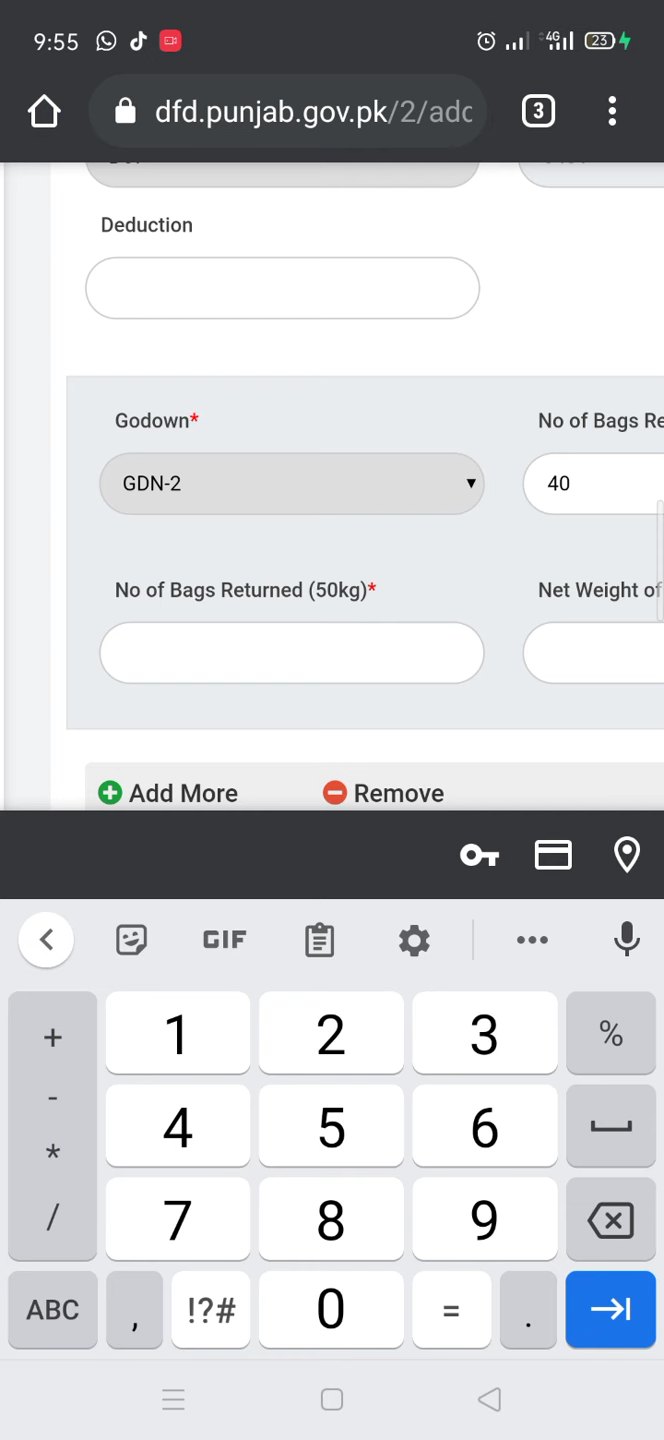 9:55 4G 23
dfd.punjab.gov.pk/2/adc 3
Deduction
Godown* No of Bags Re
GDN-2 40
No of Bags Returned (50kg)* Net Weight of
Add More Remove
GIF
+ 1 2 3 %
-
4 5 6
*
/ 7 8 9
ABC , !?# 0 = .